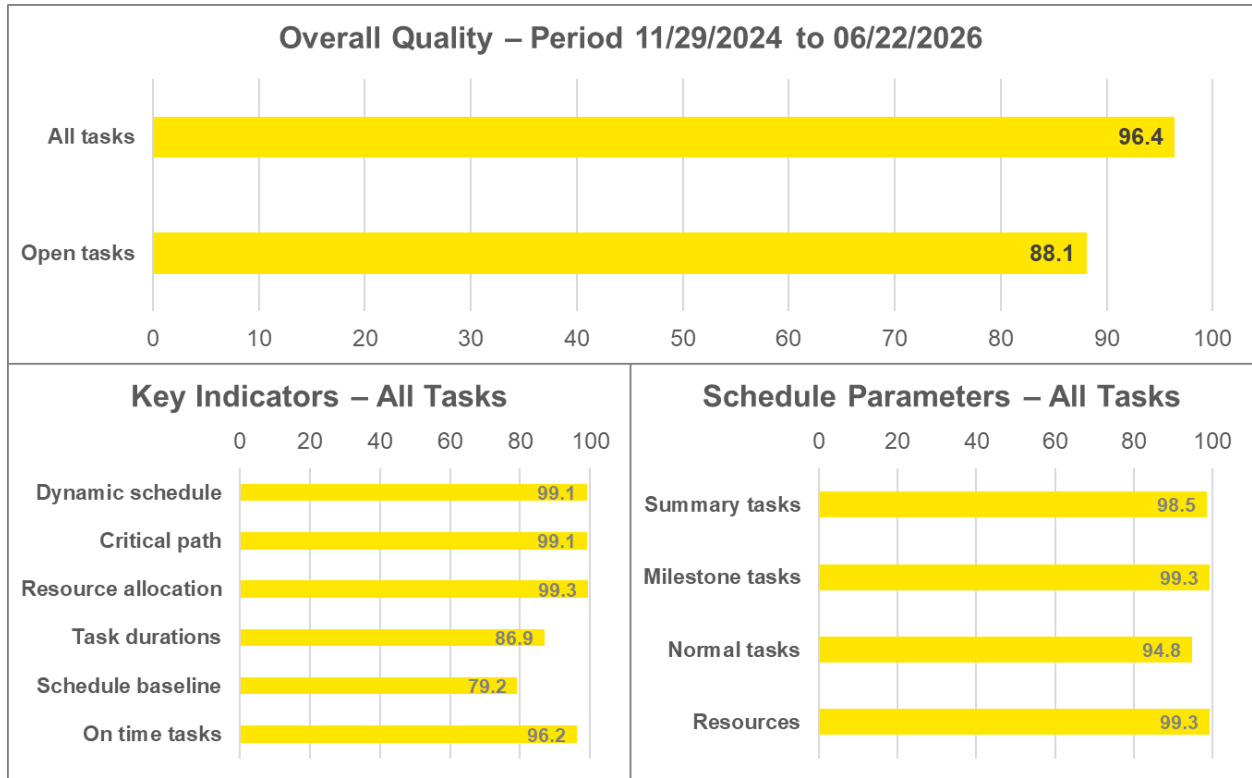 Overall Quality – Period 11/29/2024 to 06/22/2026
All tasks
96.4
Open tasks
88.1
0 10 20 30 40 50 60 70 80 90 100
Key Indicators – All Tasks
0 20 40 60 80 100
Dynamic schedule
99.1
Critical path
99.1
Resource allocation
99.3
Task durations
86.9
Schedule baseline
79.2
On time tasks
96.2
Schedule Parameters – All Tasks
0 20 40 60 80 100
Summary tasks
98.5
Milestone tasks
99.3
Normal tasks
94.8
Resources
99.3